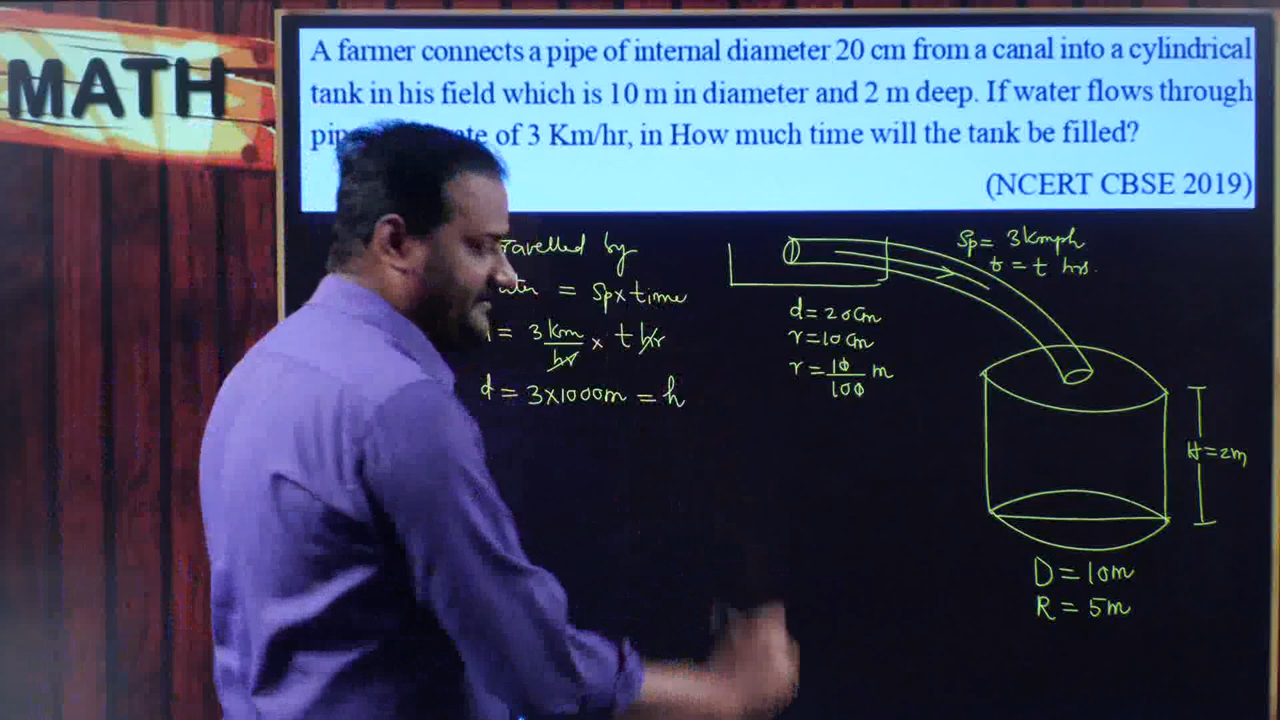 MATH
A farmer connects a pipe of internal diameter 20 cm from a canal into a cylindrical
tank in his field which is 10 m in diameter and 2 m deep. If water flows through
of 3 Km/hr, in How much time will the tank be filled?
(NCERT CBSE 2019)
by
= Sp x time
= 3 Km/hr x t hr
d = 3x1000m = h
Sp = 3 Kmph
t = t hrs.
d = 20 Cm
r = 10 Cm
r = 10/100 m
H = 2m
D = 10m
R = 5m